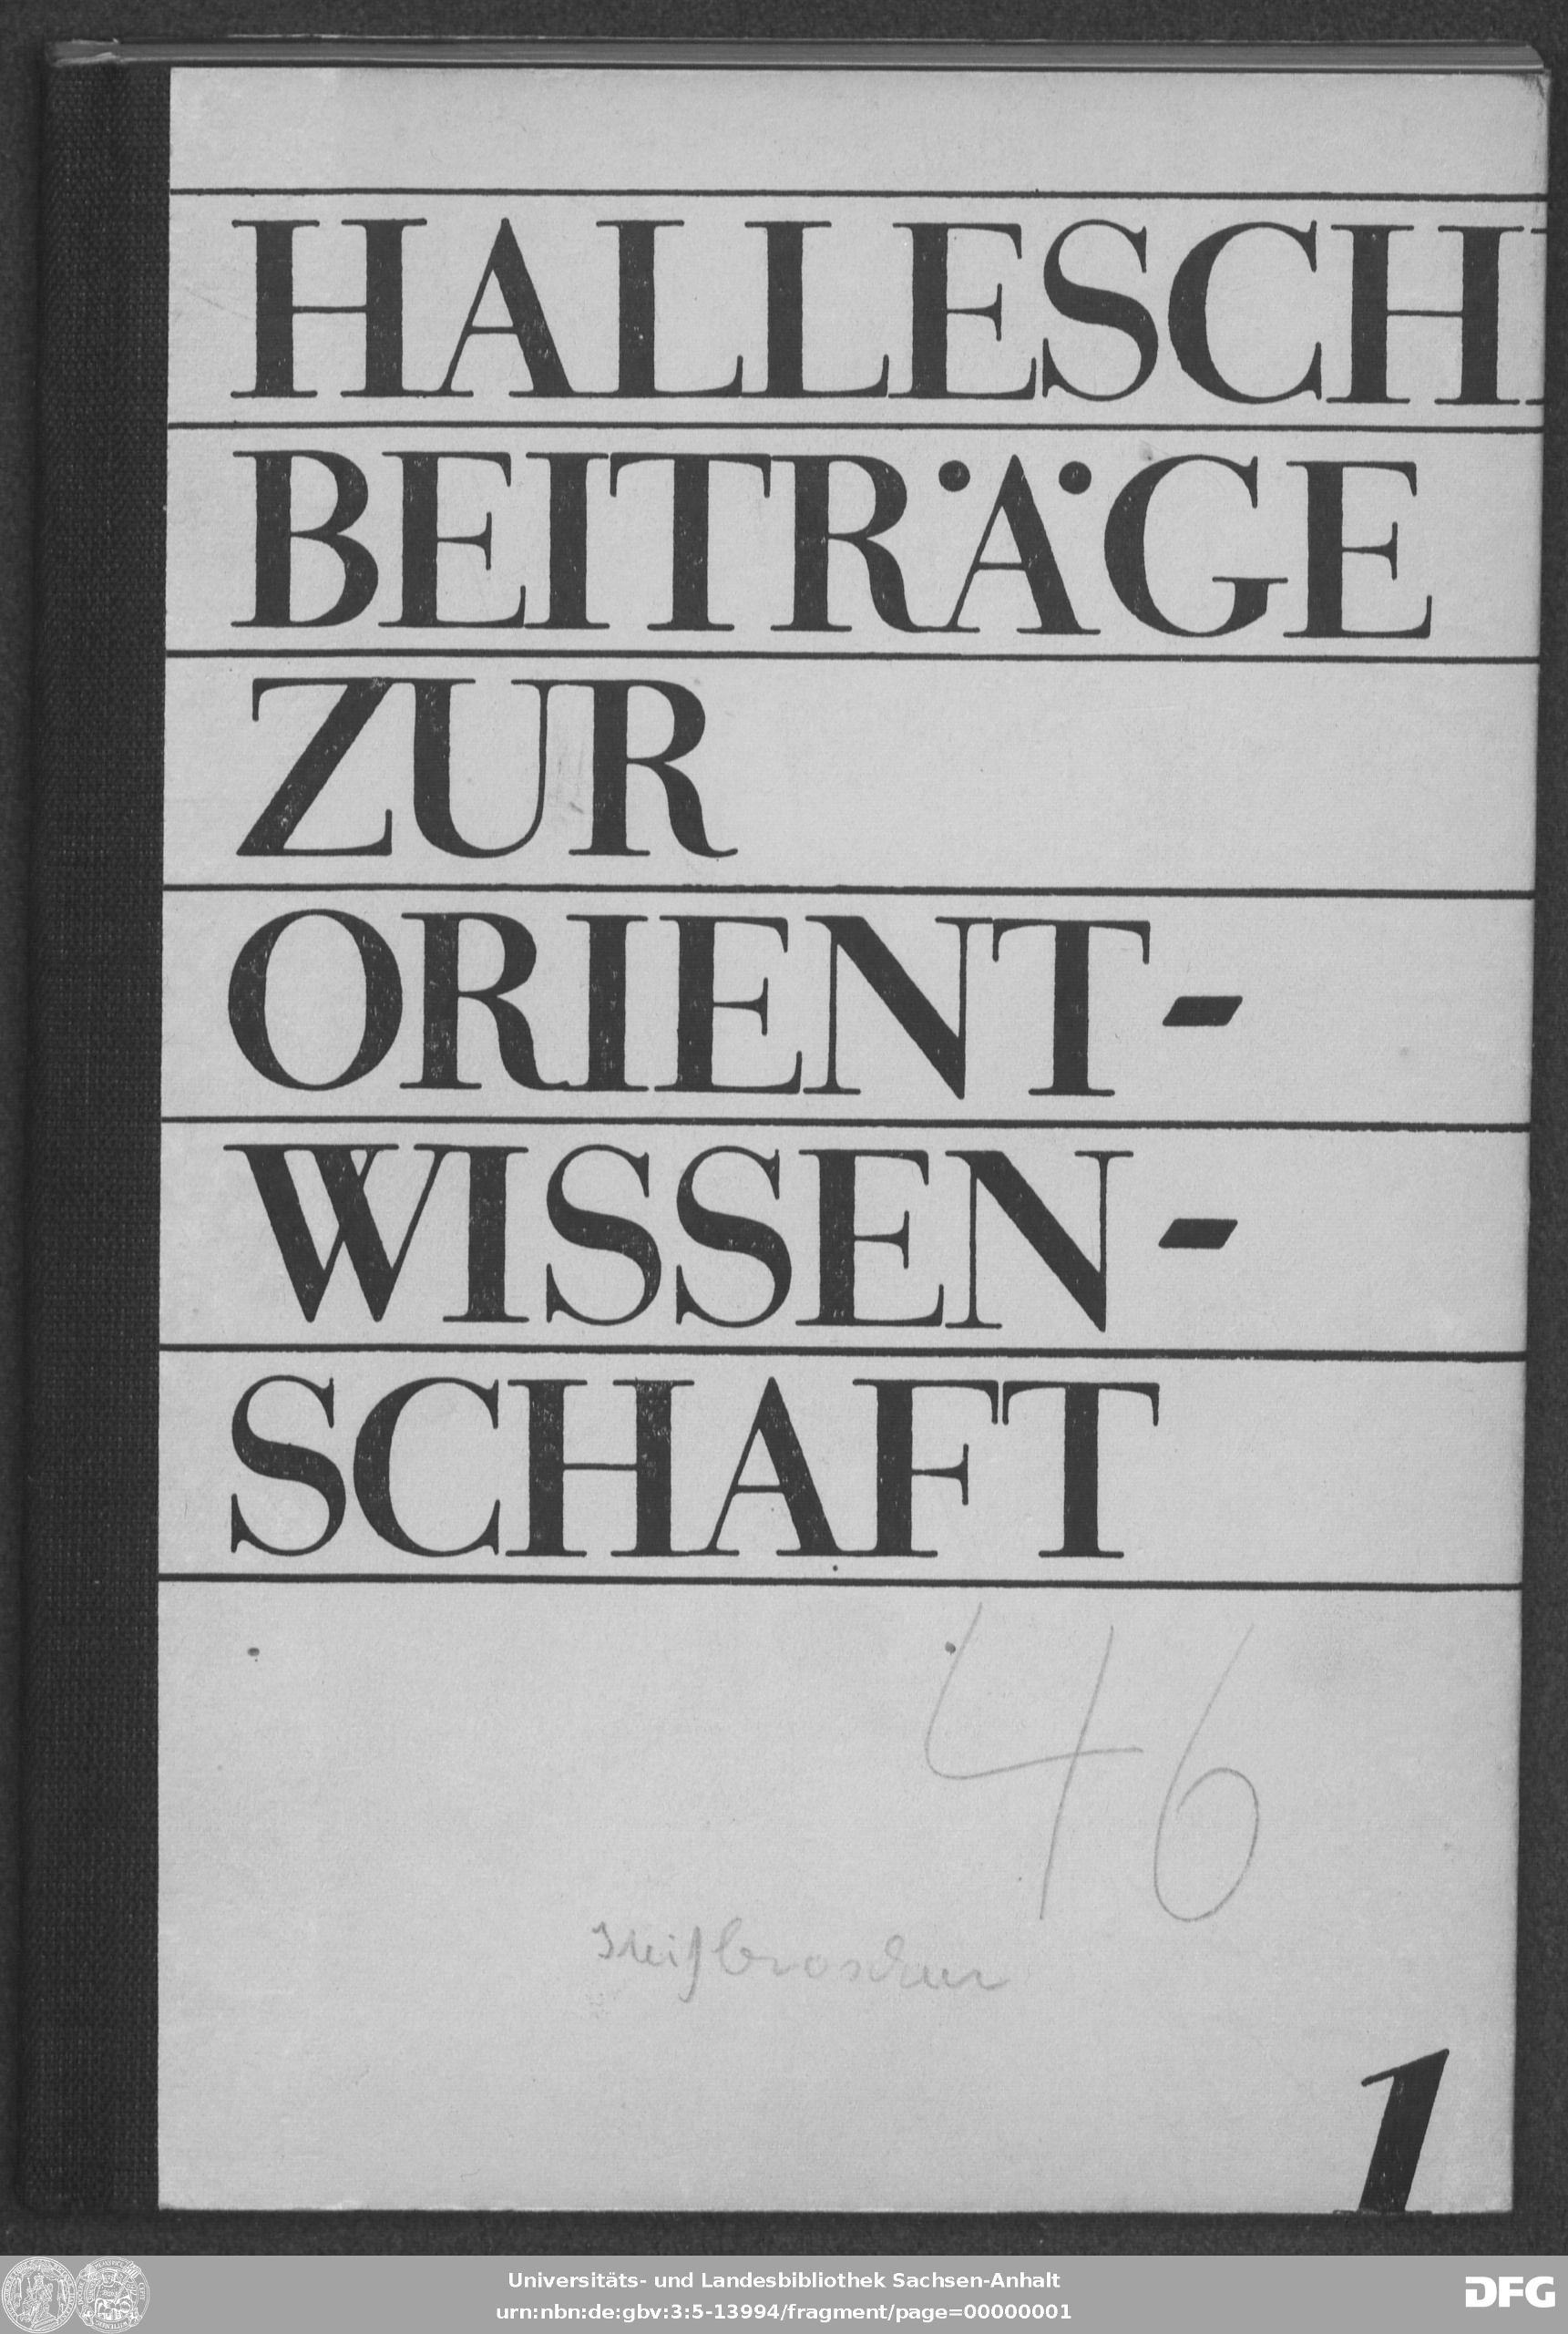 HALLESCH
BEITRÄGE
ZUR
ORIENT-
WISSEN-
SCHAFT
46
1
Universitäts- und Landesbibliothek Sachsen-Anhalt
urn:nbn:de:gbv:3:5-13994/fragment/page=00000001
DFG